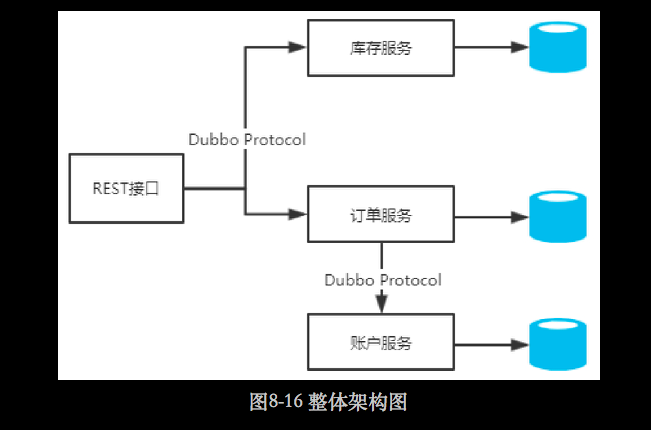 库存服务
Dubbo Protocol
REST接口
订单服务
Dubbo Protocol
账户服务
图8-16 整体架构图